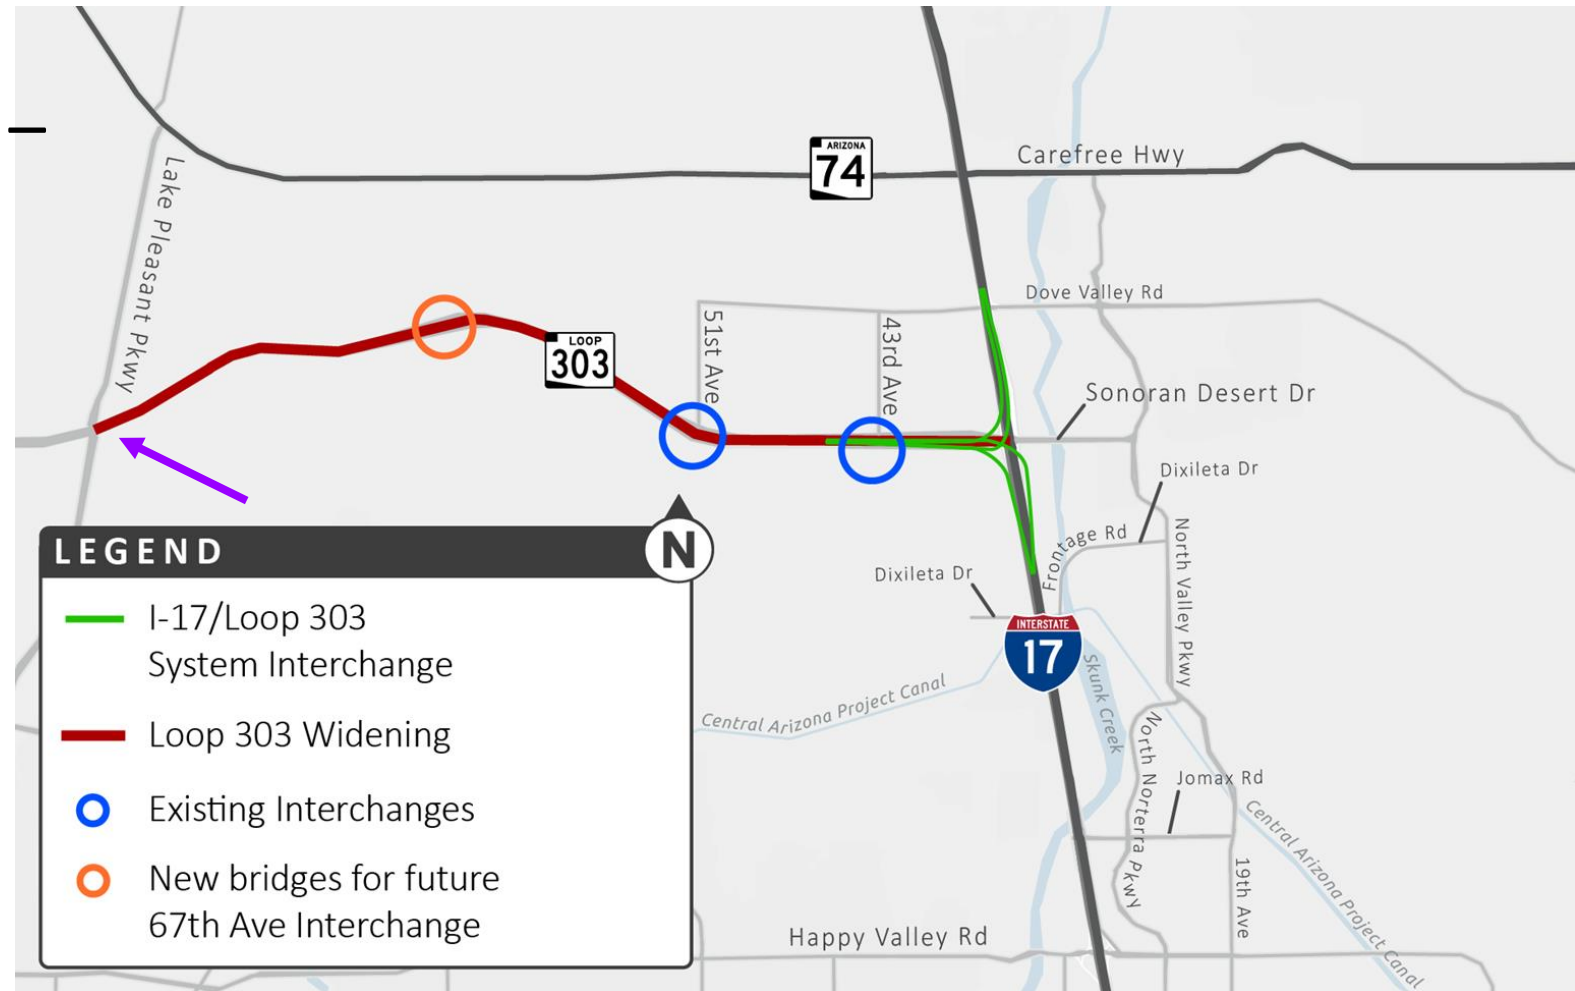 ARIZONA
74
Carefree Hwy
Lake Pleasant Pkwy
Dove Valley Rd
51st Ave
43rd Ave
LOOP
303
Sonoran Desert Dr
Dixileta Dr
Frontage Rd
North Valley Pkwy
Dixileta Dr
INTERSTATE
17
Skunk Creek
Central Arizona Project Canal
North Norterra Pkwy
Jomax Rd
Central Arizona Project Canal
19th Ave
Happy Valley Rd
N
LEGEND
I-17/Loop 303
System Interchange
Loop 303 Widening
Existing Interchanges
New bridges for future
67th Ave Interchange